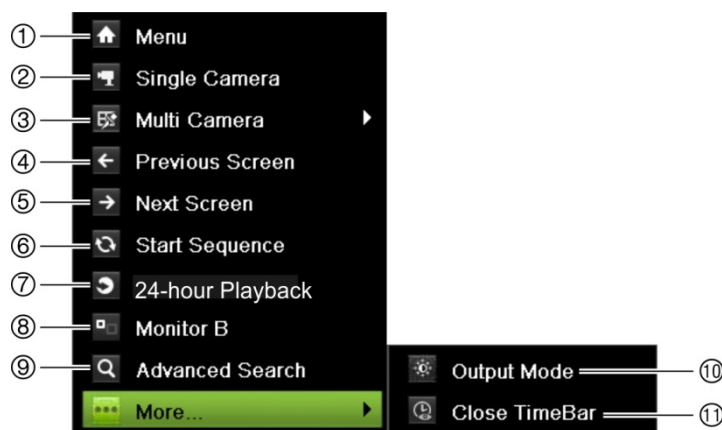 ① Menu
② Single Camera
③ Multi Camera
④ Previous Screen
⑤ Next Screen
⑥ Start Sequence
⑦ 24-hour Playback
⑧ Monitor B
⑨ Advanced Search
More...
Output Mode ⑩
Close TimeBar ⑪